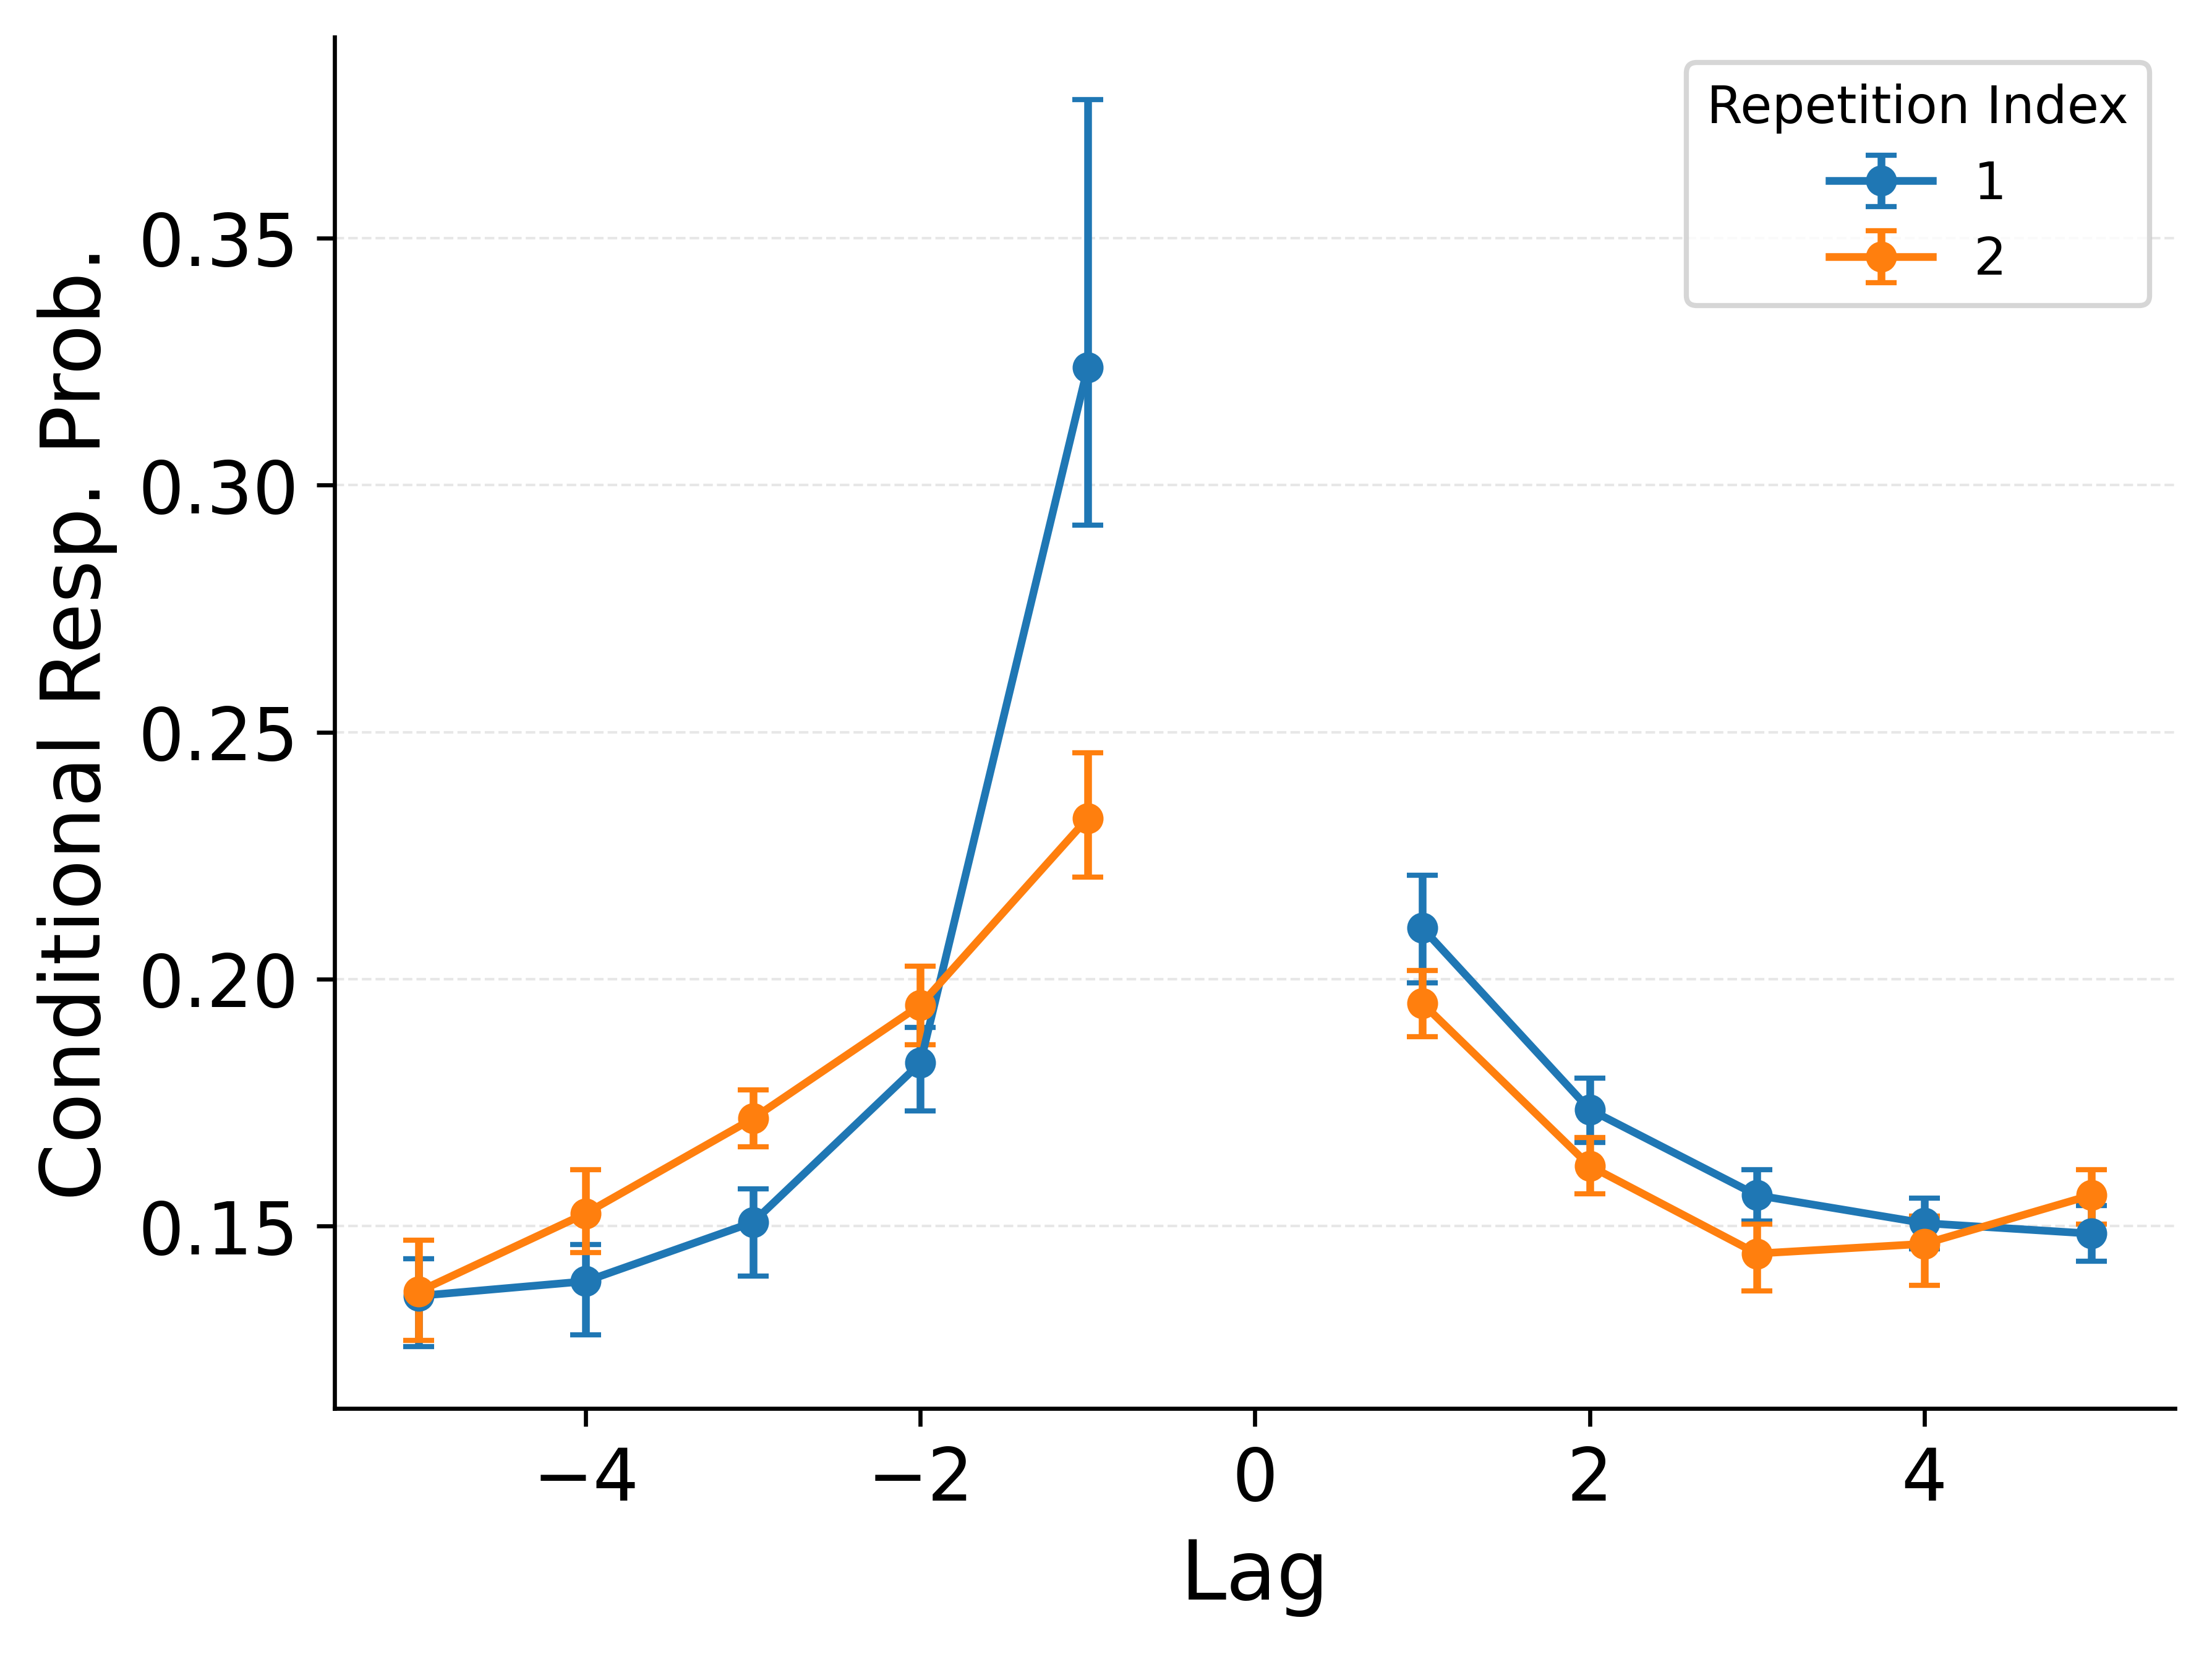 Repetition Index
1
2
Conditional Resp. Prob.
0.35
0.30
0.25
0.20
0.15
−4 −2 0 2 4
Lag